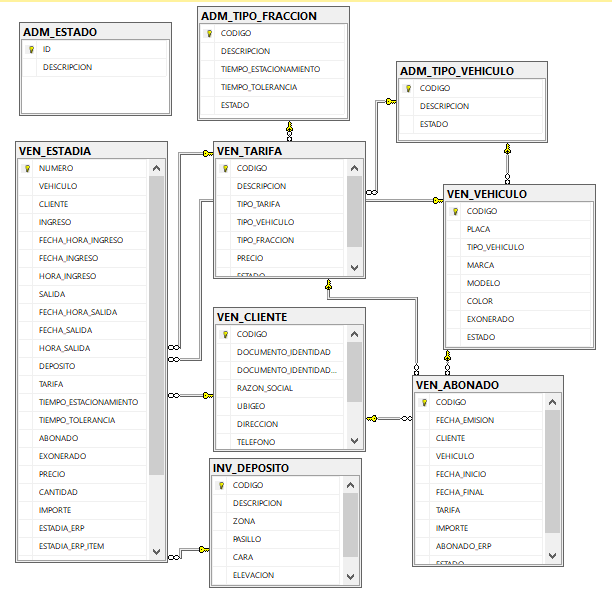 ADM_ESTADO
ID
DESCRIPCION
ADM_TIPO_FRACCION
CODIGO
DESCRIPCION
TIEMPO_ESTACIONAMIENTO
TIEMPO_TOLERANCIA
ESTADO
ADM_TIPO_VEHICULO
CODIGO
DESCRIPCION
ESTADO
VEN_ESTADIA
NUMERO
VEHICULO
CLIENTE
INGRESO
FECHA_HORA_INGRESO
FECHA_INGRESO
HORA_INGRESO
SALIDA
FECHA_HORA_SALIDA
FECHA_SALIDA
HORA_SALIDA
DEPOSITO
TARIFA
TIEMPO_ESTACIONAMIENTO
TIEMPO_TOLERANCIA
ABONADO
EXONERADO
PRECIO
CANTIDAD
IMPORTE
ESTADIA_ERP
ESTADIA_ERP_ITEM
VEN_TARIFA
CODIGO
DESCRIPCION
TIPO_TARIFA
TIPO_VEHICULO
TIPO_FRACCION
PRECIO
ESTADO
VEN_VEHICULO
CODIGO
PLACA
TIPO_VEHICULO
MARCA
MODELO
COLOR
EXONERADO
ESTADO
VEN_CLIENTE
CODIGO
DOCUMENTO_IDENTIDAD
DOCUMENTO_IDENTIDAD...
RAZON_SOCIAL
UBIGEO
DIRECCION
TELEFONO
VEN_ABONADO
CODIGO
FECHA_EMISION
CLIENTE
VEHICULO
FECHA_INICIO
FECHA_FINAL
TARIFA
IMPORTE
ABONADO_ERP
ESTADO
INV_DEPOSITO
CODIGO
DESCRIPCION
ZONA
PASILLO
CARA
ELEVACION